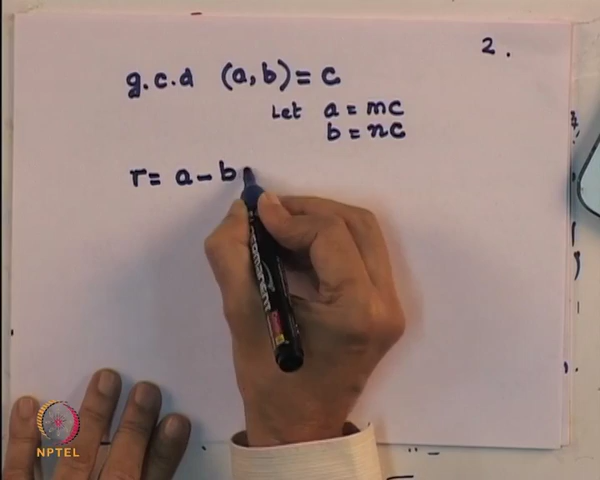 2.
g.c.d (a,b) = c
Let a = mc
b = nc
r = a - b
NPTEL